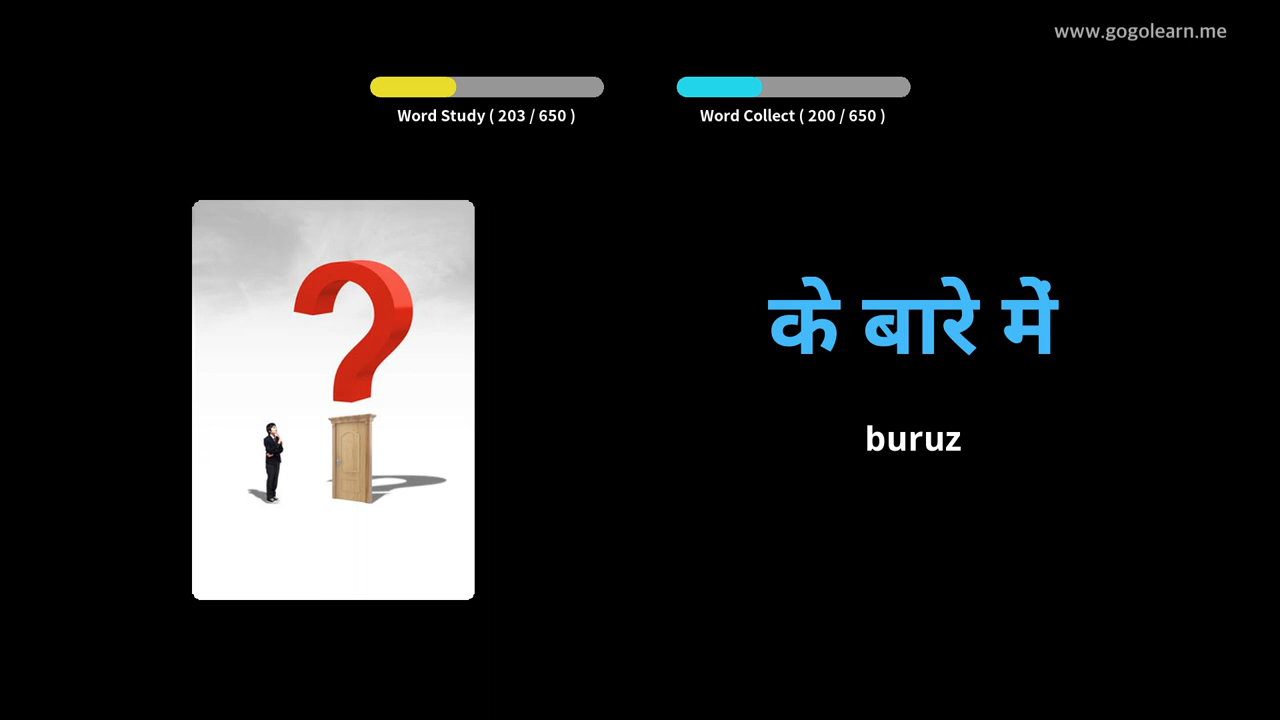 www.gogolearn.me
Word Study ( 203 / 650 )
Word Collect ( 200 / 650 )
के बारे में
buruz